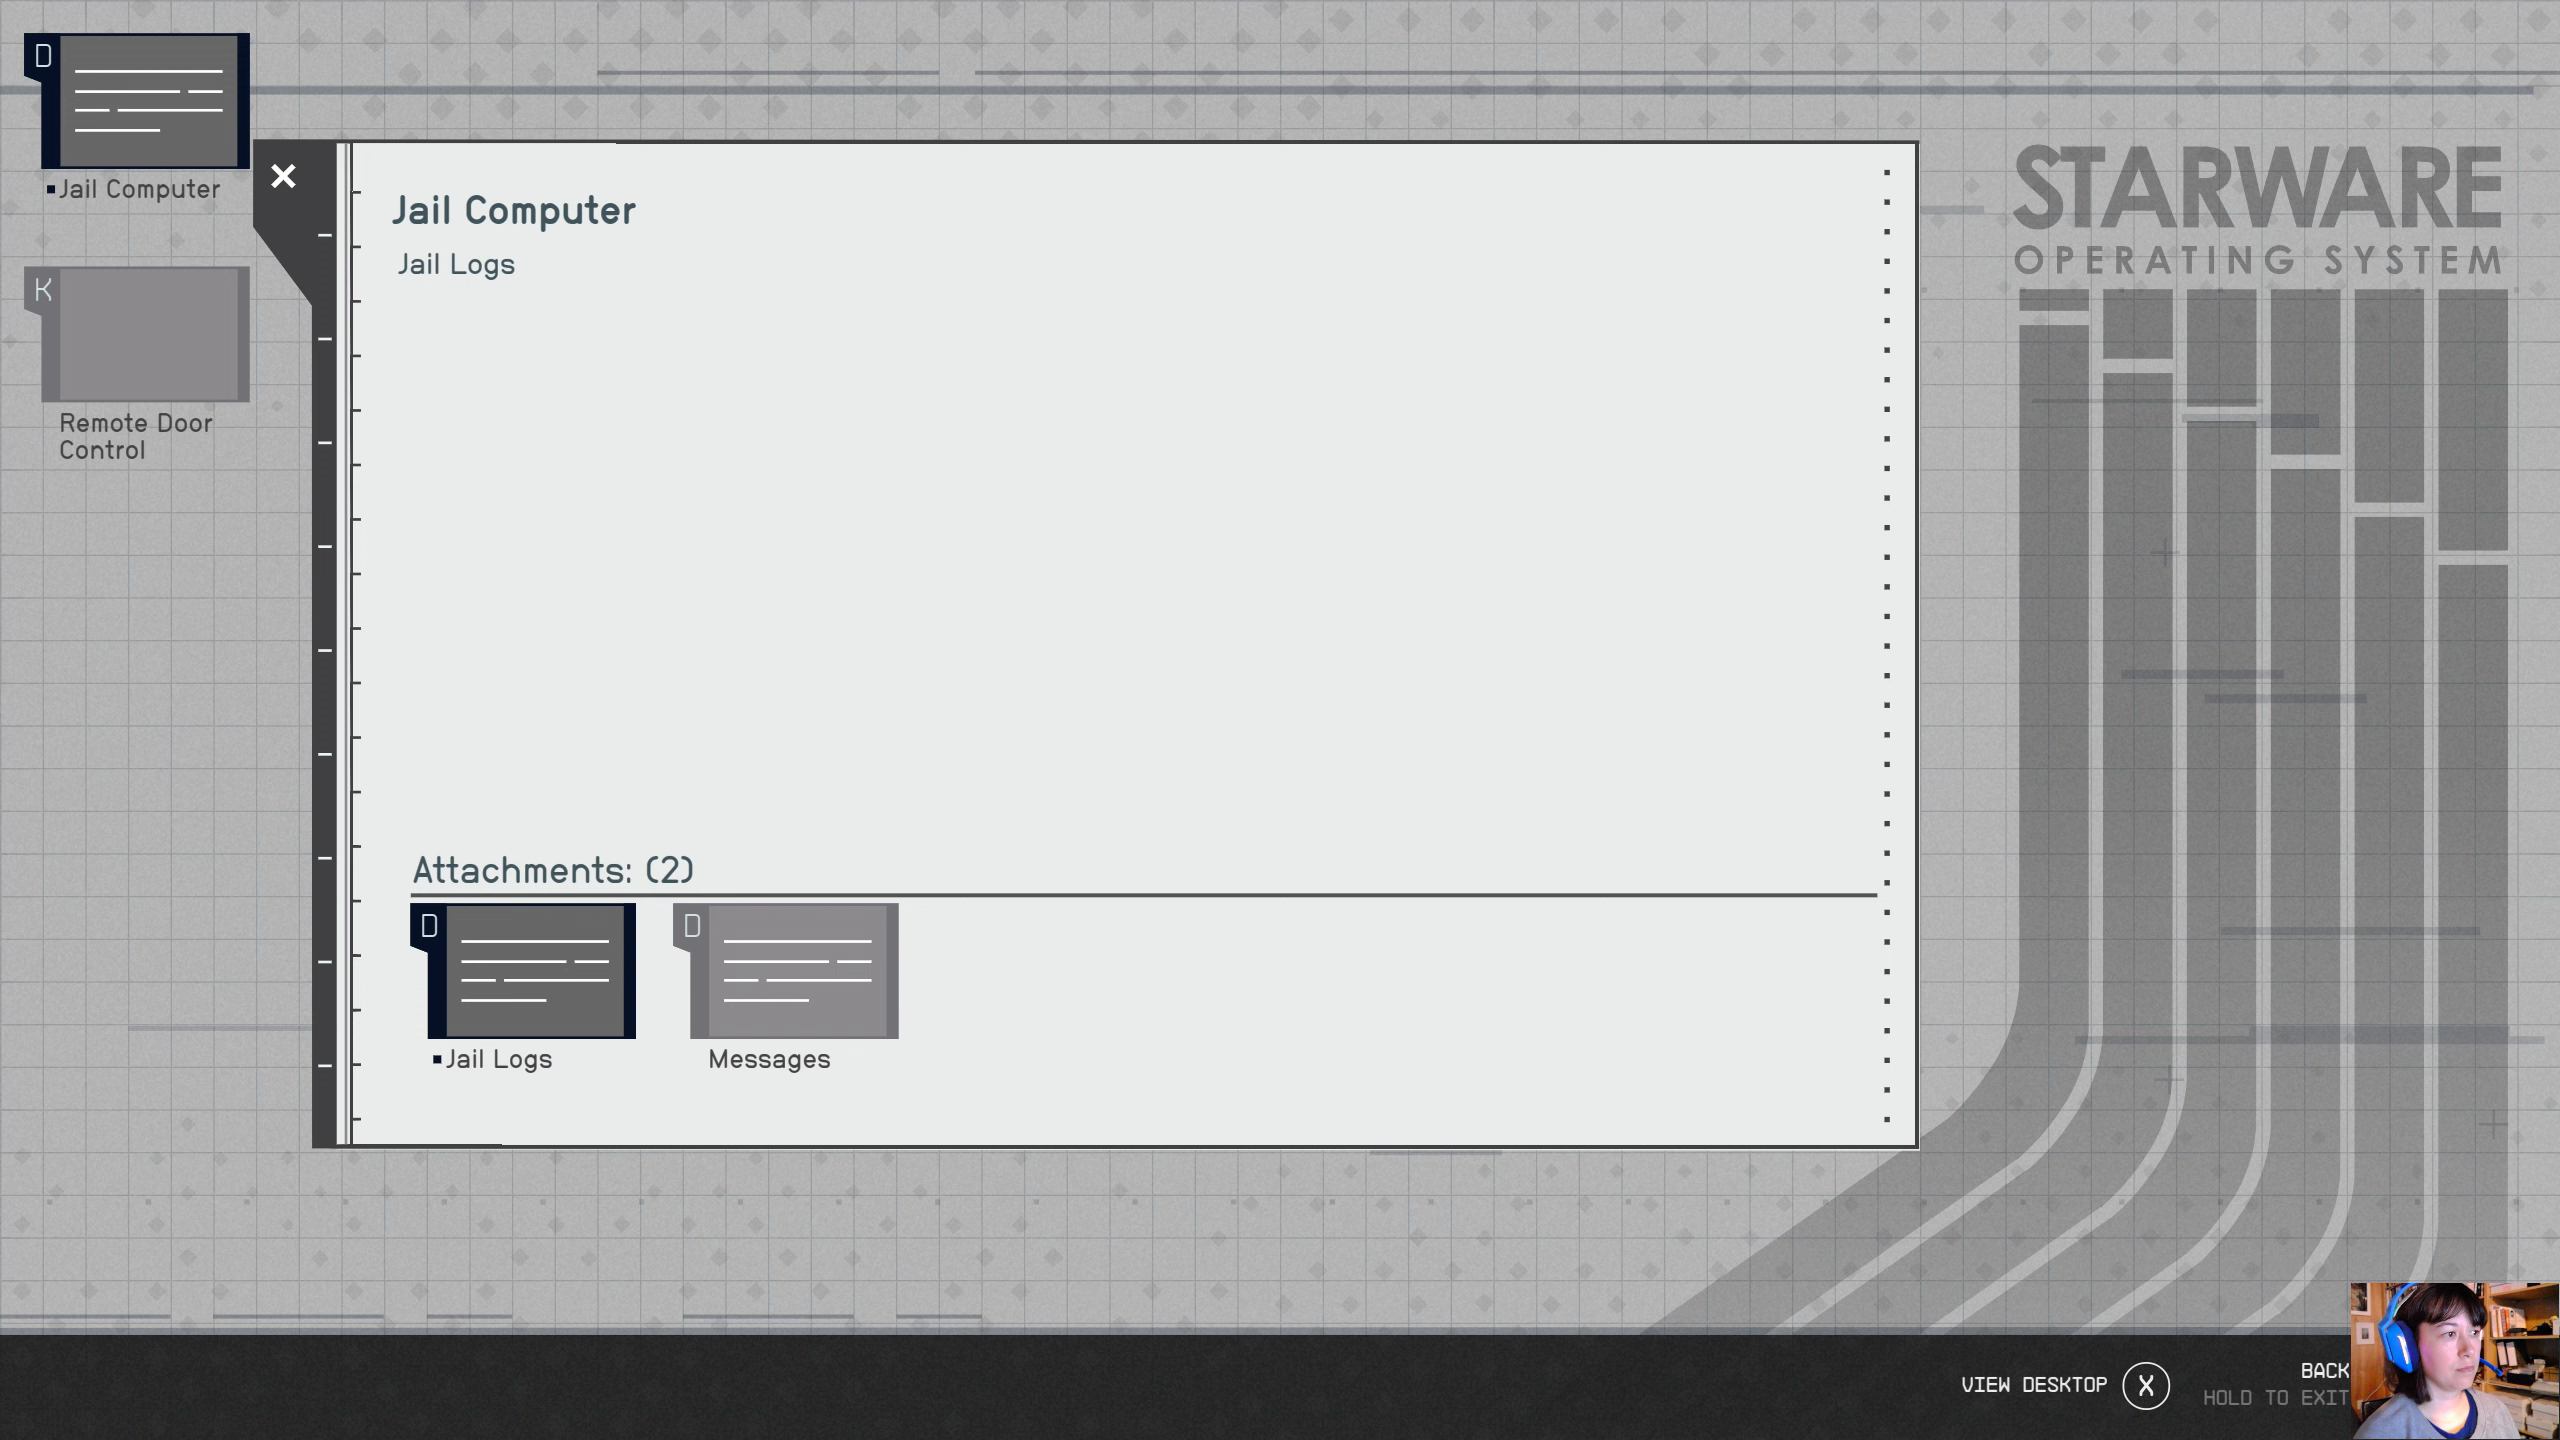 D
Jail Computer
K
Remote Door
Control
Jail Computer
Jail Logs
Attachments: (2)
D
Jail Logs
D
Messages
STARWARE
OPERATING SYSTEM
VIEW DESKTOP X
BACK
HOLD TO EXIT